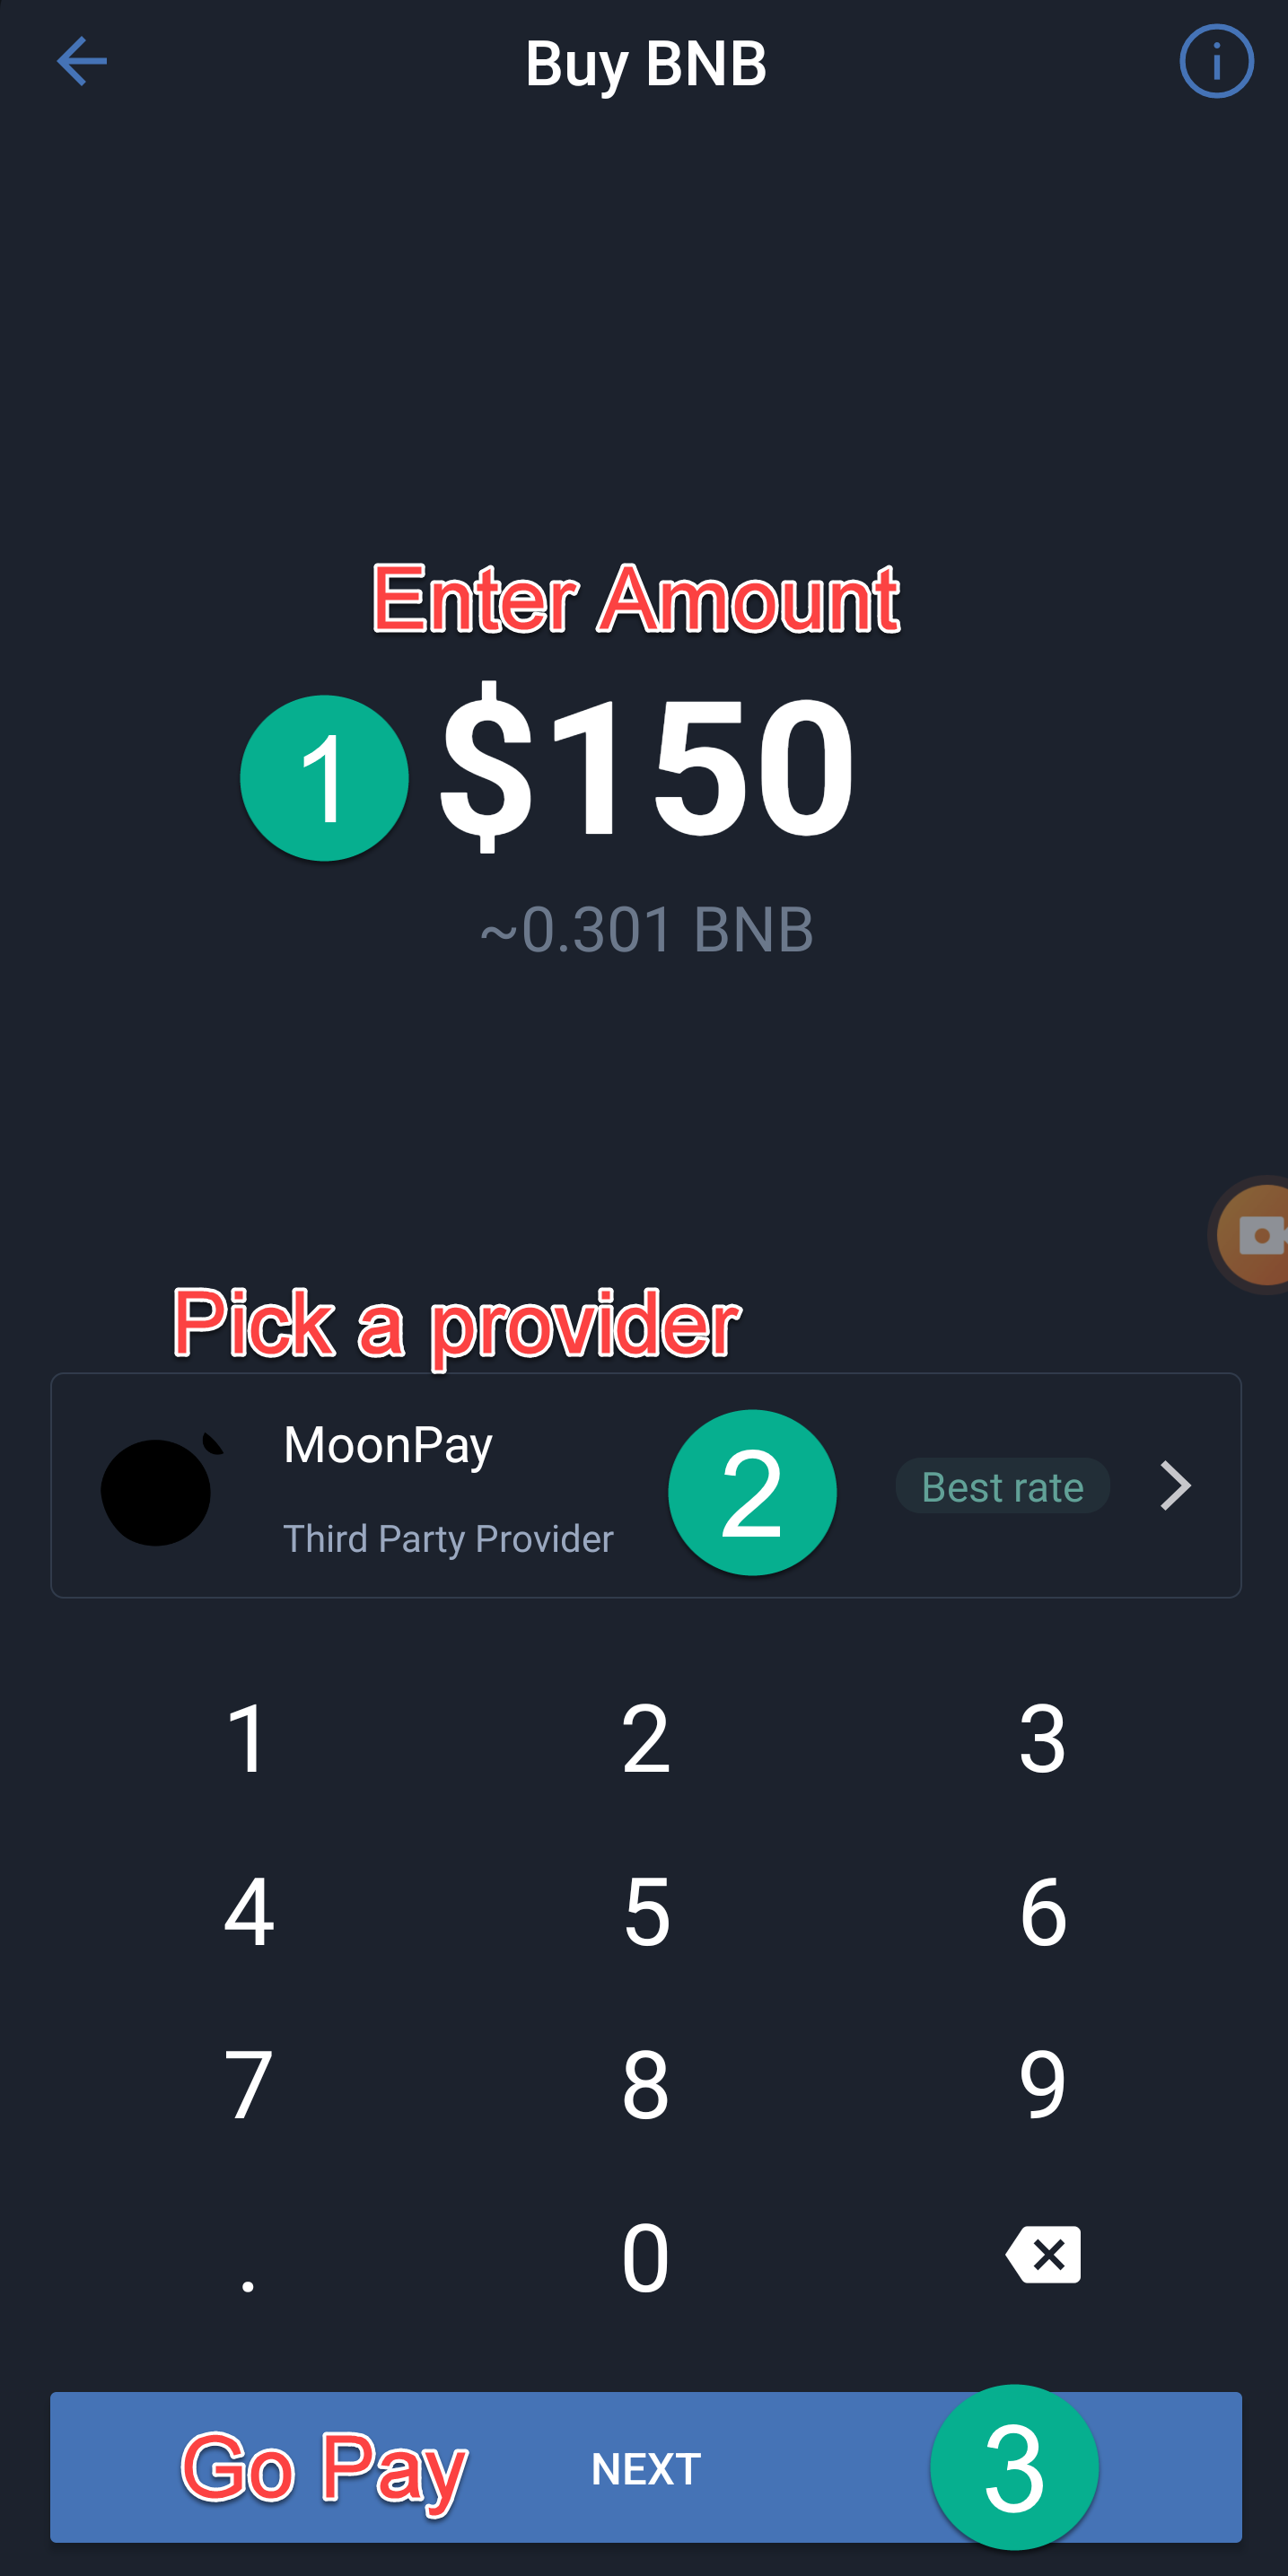 Buy BNB
Enter Amount
1 $150
~0.301 BNB
Pick a provider
MoonPay
2
Best rate
Third Party Provider
1 2 3
4 5 6
7 8 9
. 0
Go Pay NEXT 3